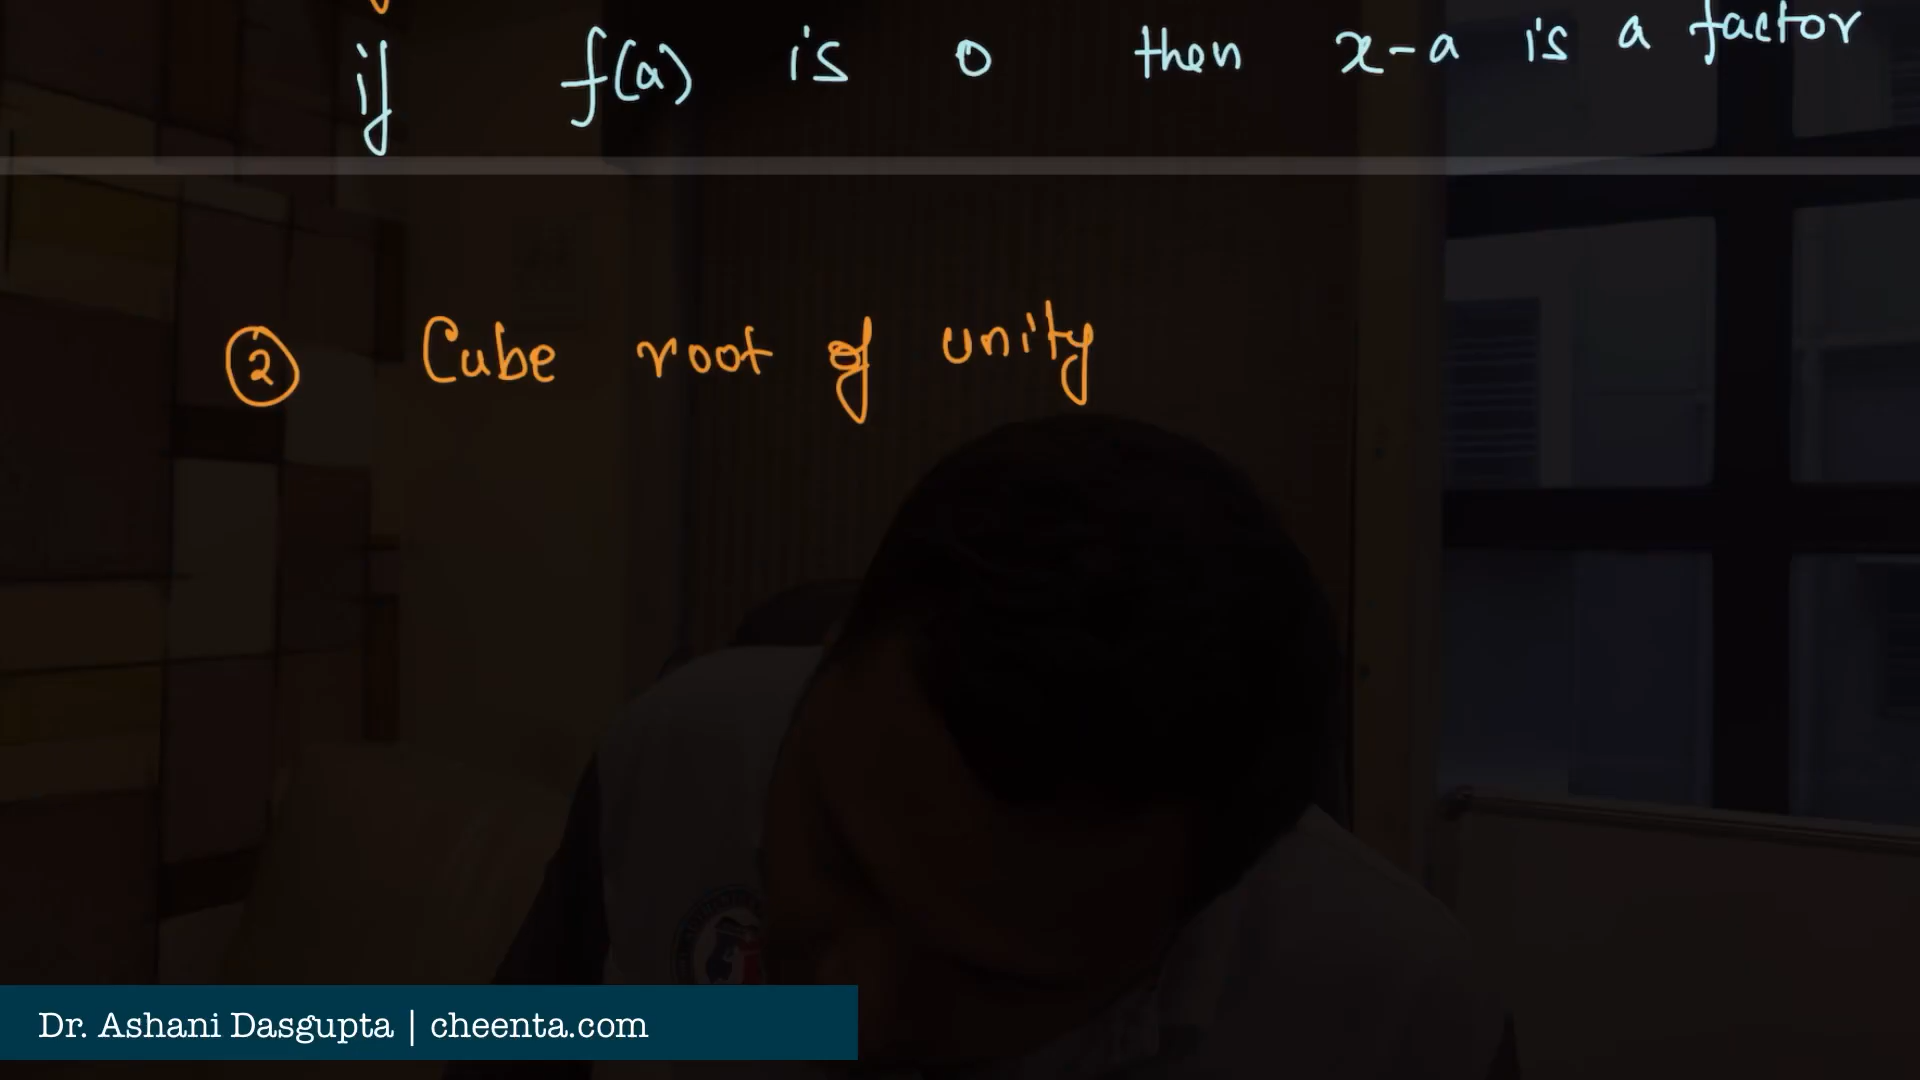 if f(a) is 0 then x-a is a factor
② Cube root of unity
Dr. Ashani Dasgupta | cheenta.com